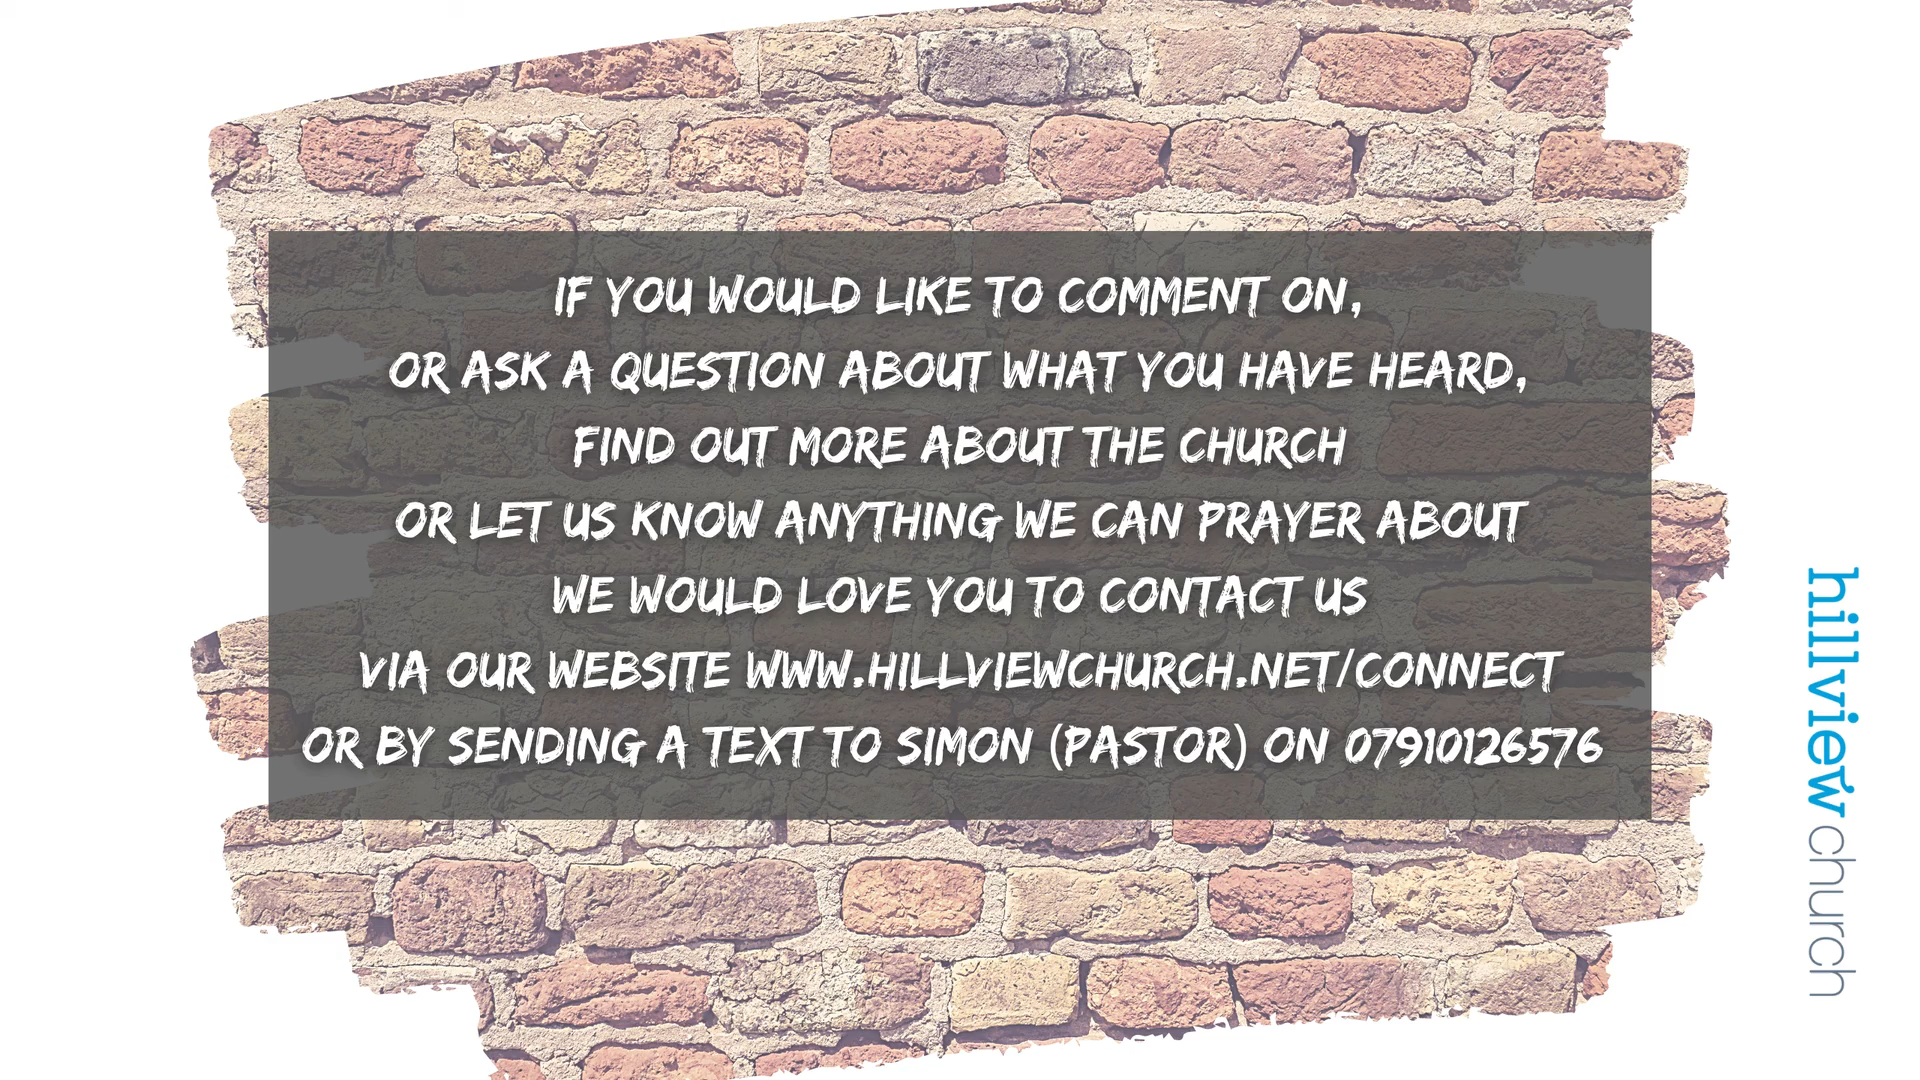 IF YOU WOULD LIKE TO COMMENT ON,
OR ASK A QUESTION ABOUT WHAT YOU HAVE HEARD,
FIND OUT MORE ABOUT THE CHURCH
OR LET US KNOW ANYTHING WE CAN PRAYER ABOUT
WE WOULD LOVE YOU TO CONTACT US
VIA OUR WEBSITE WWW.HILLVIEWCHURCH.NET/CONNECT
OR BY SENDING A TEXT TO SIMON (PASTOR) ON 07910126576
hillview church